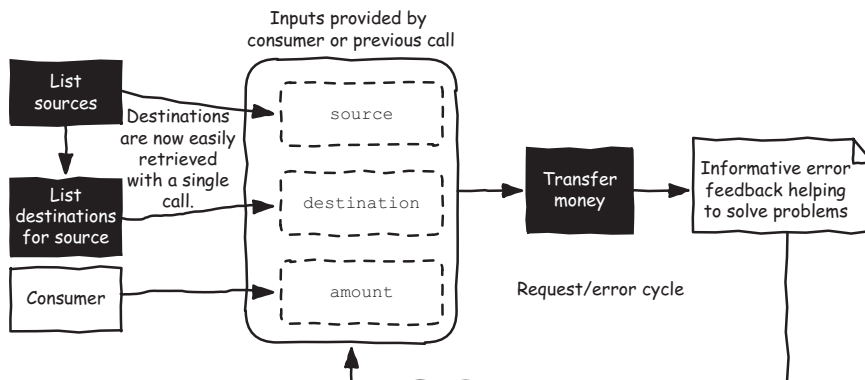 Inputs provided by
consumer or previous call
List
sources
Destinations
are now easily
retrieved
with a single
call.
List
destinations
for source
Consumer
source
destination
amount
Transfer
money
Informative error
feedback helping
to solve problems
Request/error cycle